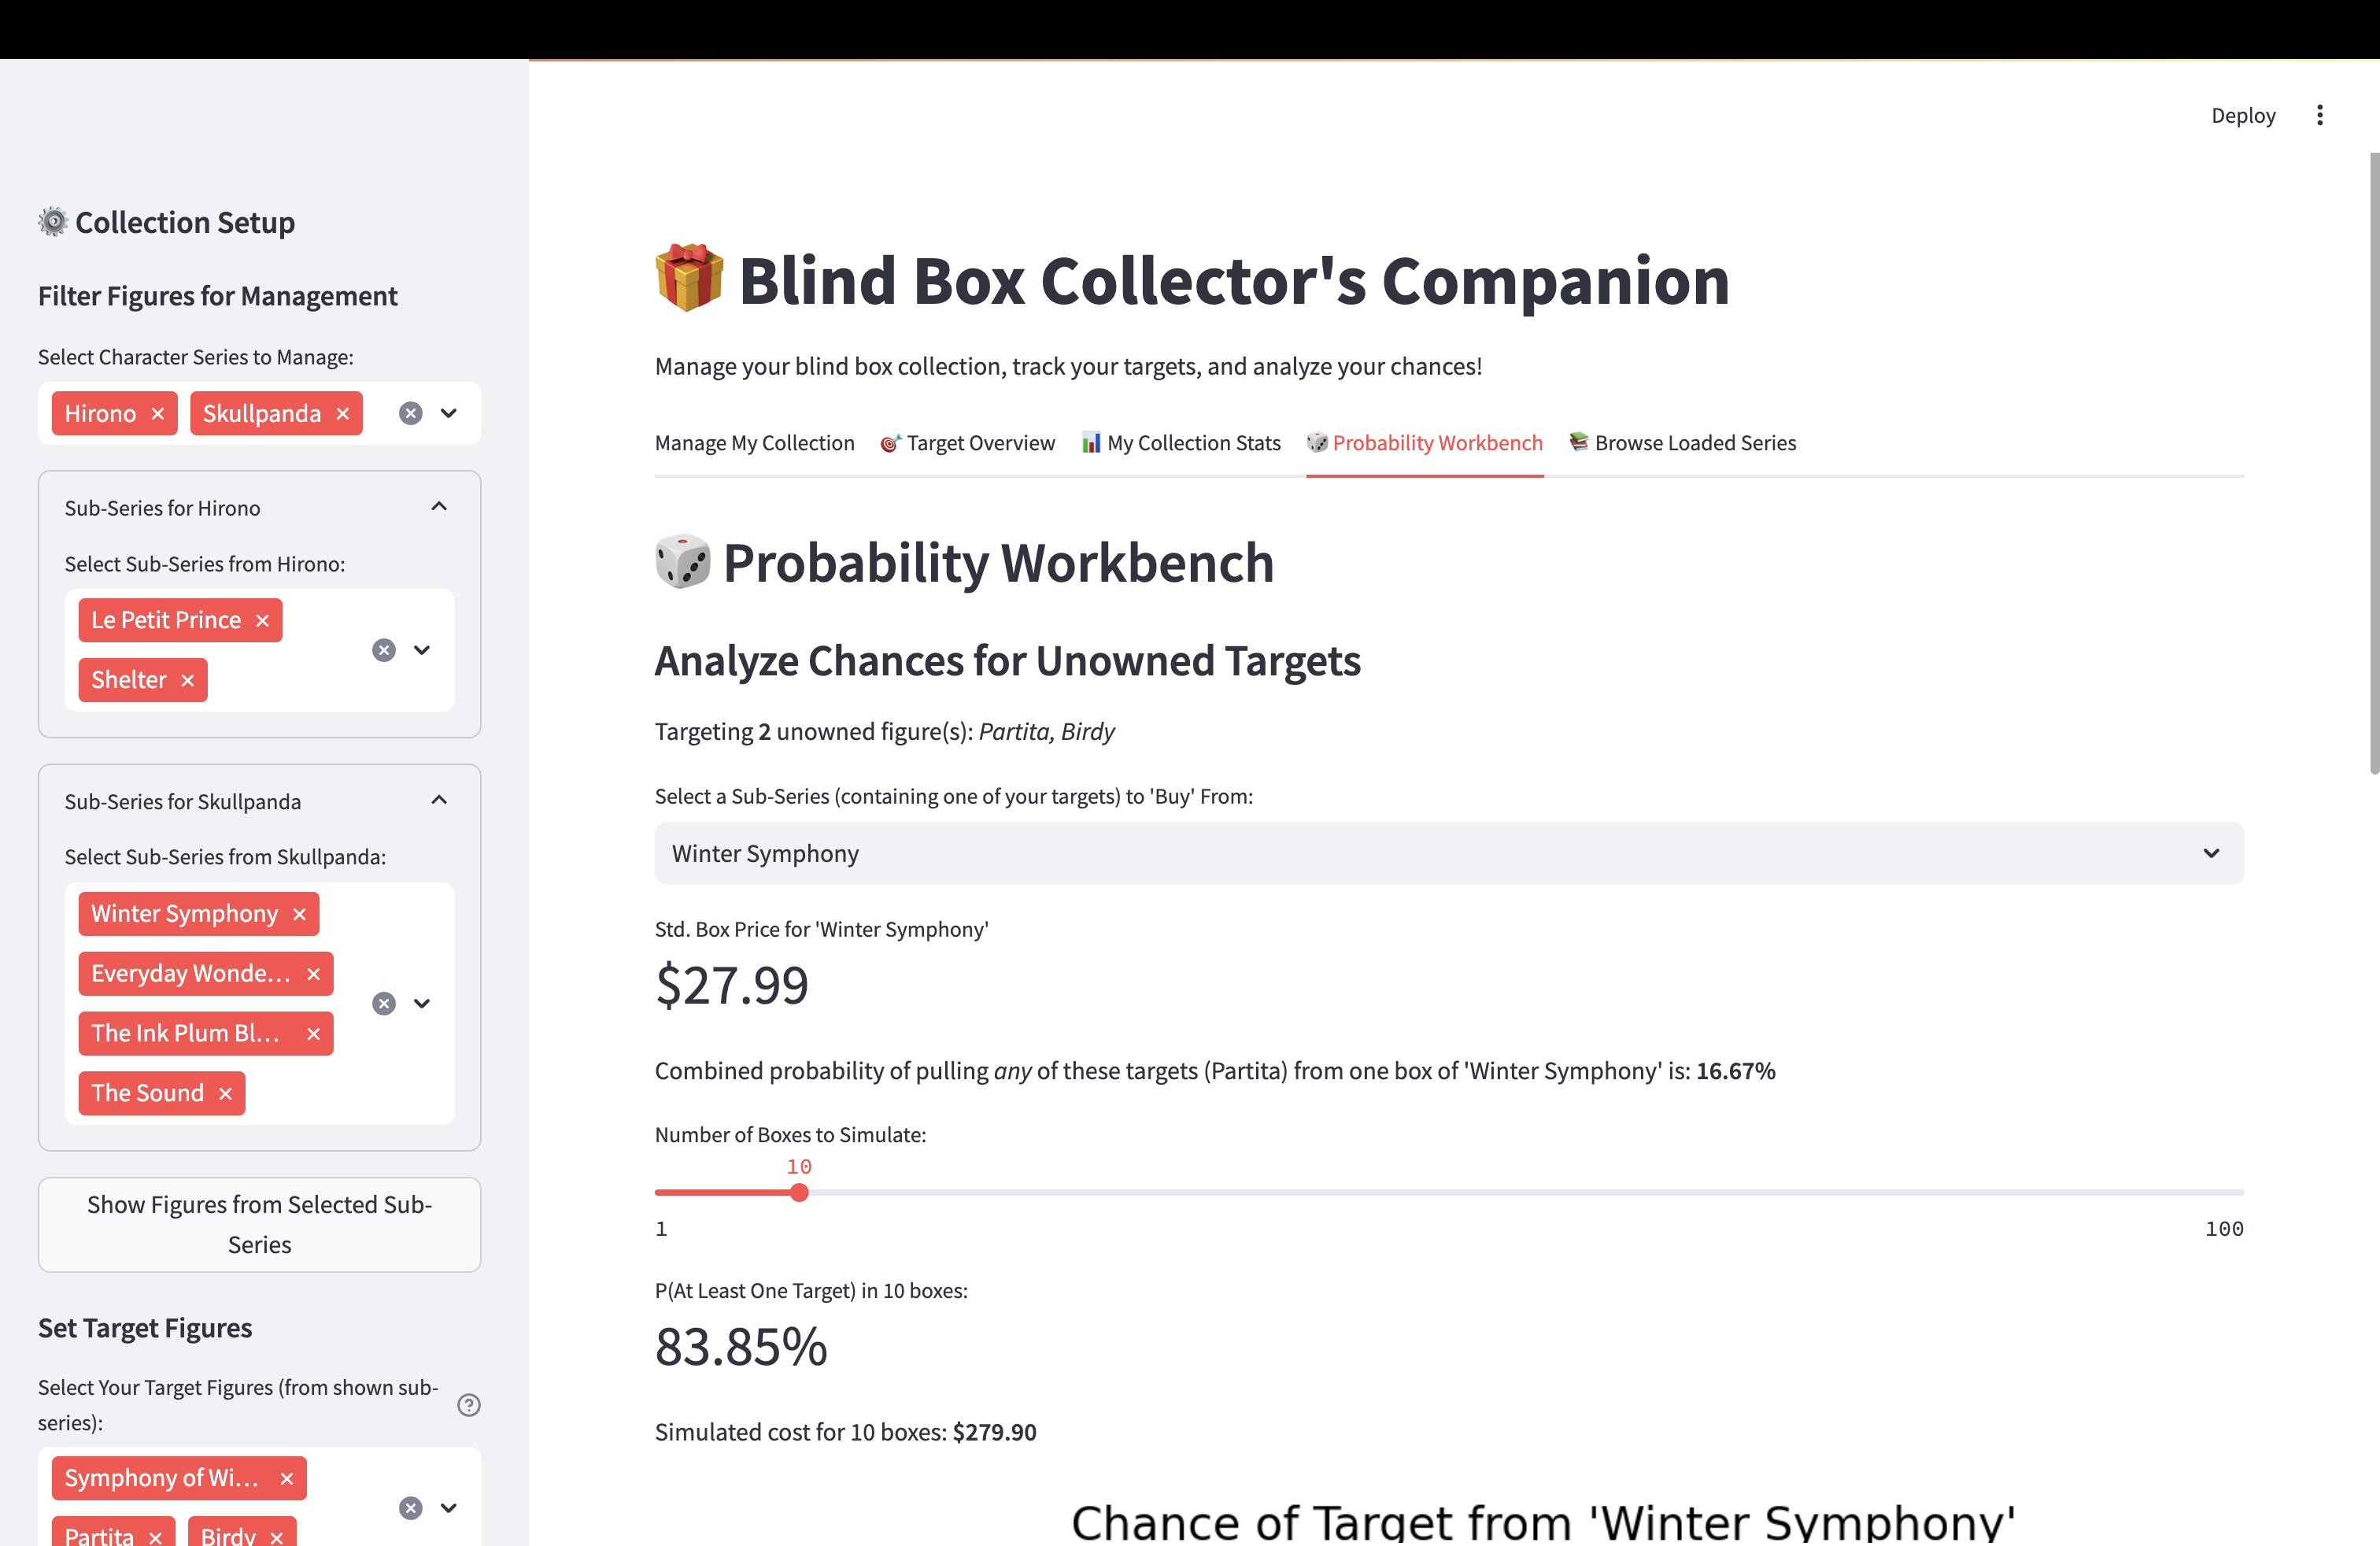 Deploy
Collection Setup
Filter Figures for Management
Select Character Series to Manage:
Hirono
Skullpanda
Sub-Series for Hirono
Select Sub-Series from Hirono:
Le Petit Prince
Shelter
Sub-Series for Skullpanda
Select Sub-Series from Skullpanda:
Winter Symphony
Everyday Wonde...
The Ink Plum Bl...
The Sound
Show Figures from Selected Sub-
Series
Set Target Figures
Select Your Target Figures (from shown sub-
series):
Symphony of Wi...
Partita
Birdy
Blind Box Collector's Companion
Manage your blind box collection, track your targets, and analyze your chances!
Manage My Collection
Target Overview
My Collection Stats
Probability Workbench
Browse Loaded Series
Probability Workbench
Analyze Chances for Unowned Targets
Targeting 2 unowned figure(s): Partita, Birdy
Select a Sub-Series (containing one of your targets) to 'Buy' From:
Winter Symphony
Std. Box Price for 'Winter Symphony'
$27.99
Combined probability of pulling any of these targets (Partita) from one box of 'Winter Symphony' is: 16.67%
Number of Boxes to Simulate:
10
1
100
P(At Least One Target) in 10 boxes:
83.85%
Simulated cost for 10 boxes: $279.90
Chance of Target from 'Winter Symphony'